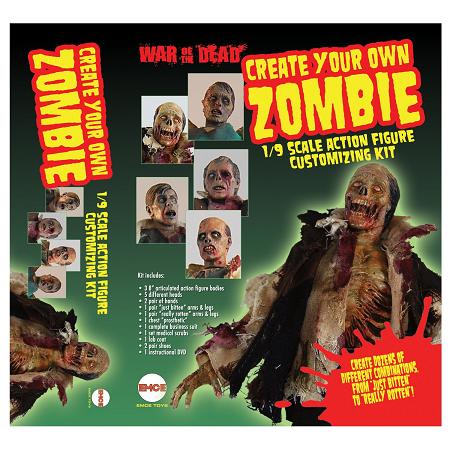 CREATE YOUR OWN
ZOMBIE
1/9 SCALE ACTION FIGURE
CUSTOMIZING KIT
EMCE
WAR OF THE DEAD
Kit includes:
• 3 8" articulated action figure bodies
• 5 different heads
• 2 pair of hands
• 1 pair "just bitten" arms & legs
• 1 pair "really rotten" arms & legs
• 1 chest "prosthetic"
• 1 complete business suit
• 1 set medical scrubs
• 1 lab coat
• 2 pair shoes
• 1 instructional DVD
EMCE
EMCE TOYS
CREATE YOUR OWN
ZOMBIE
1/9 SCALE ACTION FIGURE
CUSTOMIZING KIT
CREATE DOZENS OF
DIFFERENT COMBINATIONS
FROM "JUST BITTEN"
TO "REALLY ROTTEN"!